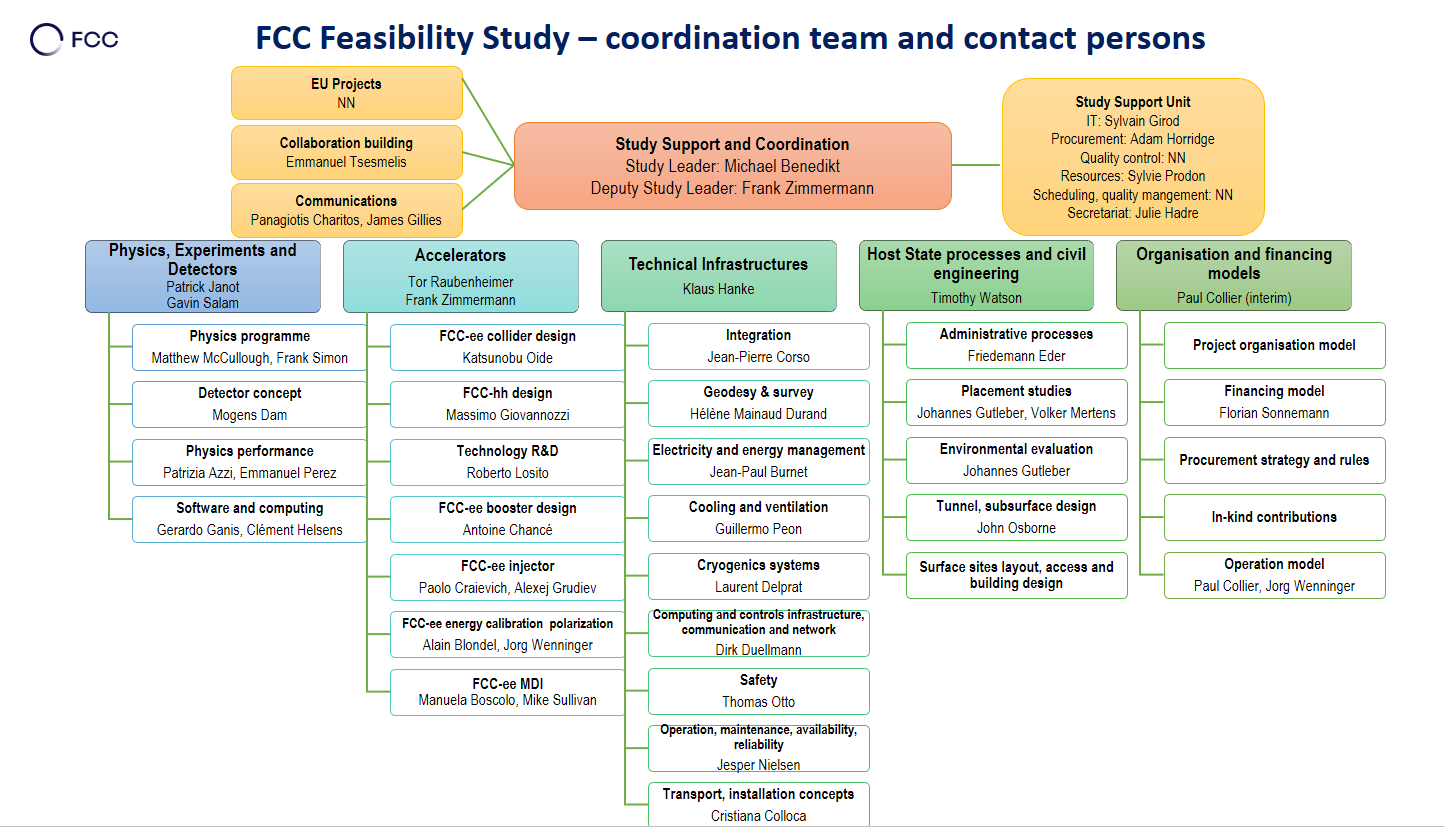 FCC
FCC Feasibility Study – coordination team and contact persons
EU Projects
NN
Collaboration building
Emmanuel Tsesmelis
Communications
Panagiotis Charitos, James Gillies
Study Support and Coordination
Study Leader: Michael Benedikt
Deputy Study Leader: Frank Zimmermann
Study Support Unit
IT: Sylvain Girod
Procurement: Adam Horridge
Quality control: NN
Resources: Sylvie Prodon
Scheduling, quality mangement: NN
Secretariat: Julie Hadre
Physics, Experiments and
Detectors
Patrick Janot
Gavin Salam
Physics programme
Matthew McCullough, Frank Simon
Detector concept
Mogens Dam
Physics performance
Patrizia Azzi, Emmanuel Perez
Software and computing
Gerardo Ganis, Clément Helsens
Accelerators
Tor Raubenheimer
Frank Zimmermann
FCC-ee collider design
Katsunobu Oide
FCC-hh design
Massimo Giovannozzi
Technology R&D
Roberto Losito
FCC-ee booster design
Antoine Chancé
FCC-ee injector
Paolo Craievich, Alexej Grudiev
FCC-ee energy calibration polarization
Alain Blondel, Jorg Wenninger
FCC-ee MDI
Manuela Boscolo, Mike Sullivan
Technical Infrastructures
Klaus Hanke
Integration
Jean-Pierre Corso
Geodesy & survey
Hélène Mainaud Durand
Electricity and energy management
Jean-Paul Burnet
Cooling and ventilation
Guillermo Peon
Cryogenics systems
Laurent Delprat
Computing and controls infrastructure,
communication and network
Dirk Duellmann
Safety
Thomas Otto
Operation, maintenance, availability,
reliability
Jesper Nielsen
Transport, installation concepts
Cristiana Colloca
Host State processes and civil
engineering
Timothy Watson
Administrative processes
Friedemann Eder
Placement studies
Johannes Gutleber, Volker Mertens
Environmental evaluation
Johannes Gutleber
Tunnel, subsurface design
John Osborne
Surface sites layout, access and
building design
Organisation and financing
models
Paul Collier (interim)
Project organisation model
Financing model
Florian Sonnemann
Procurement strategy and rules
In-kind contributions
Operation model
Paul Collier, Jorg Wenninger